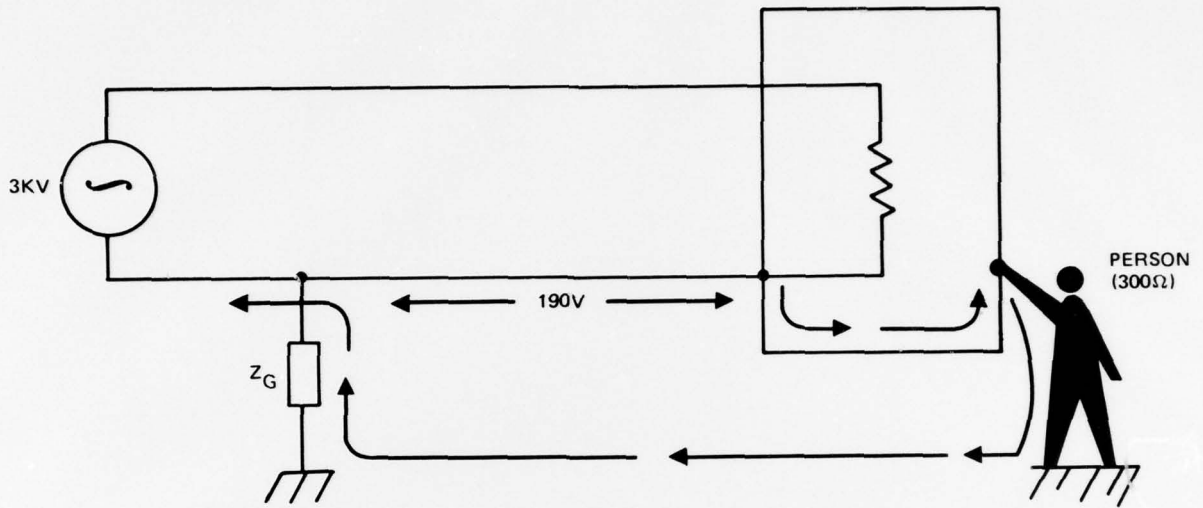 3KV
190V
Z_G
PERSON
(300Ω)